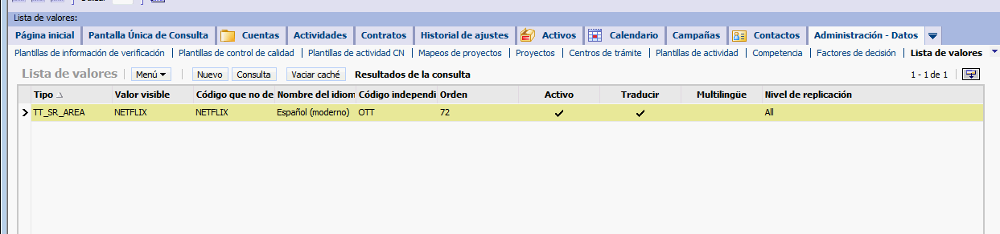 Lista de valores:
Página inicial Pantalla Única de Consulta Cuentas Actividades Contratos Historial de ajustes Activos Calendario Campañas Contactos Administración - Datos
Plantillas de información de verificación | Plantillas de control de calidad | Plantillas de actividad CN | Mapeos de proyectos | Proyectos | Centros de trámite | Plantillas de actividad | Competencia | Factores de decisión | Lista de valores
Lista de valores Menú Nuevo Consulta Vaciar caché Resultados de la consulta 1 - 1 de 1
Tipo Valor visible Código que no de Nombre del idiom Código independi Orden Activo Traducir Multilingüe Nivel de replicación
TT_SR_AREA NETFLIX NETFLIX Español (moderno) OTT 72 All